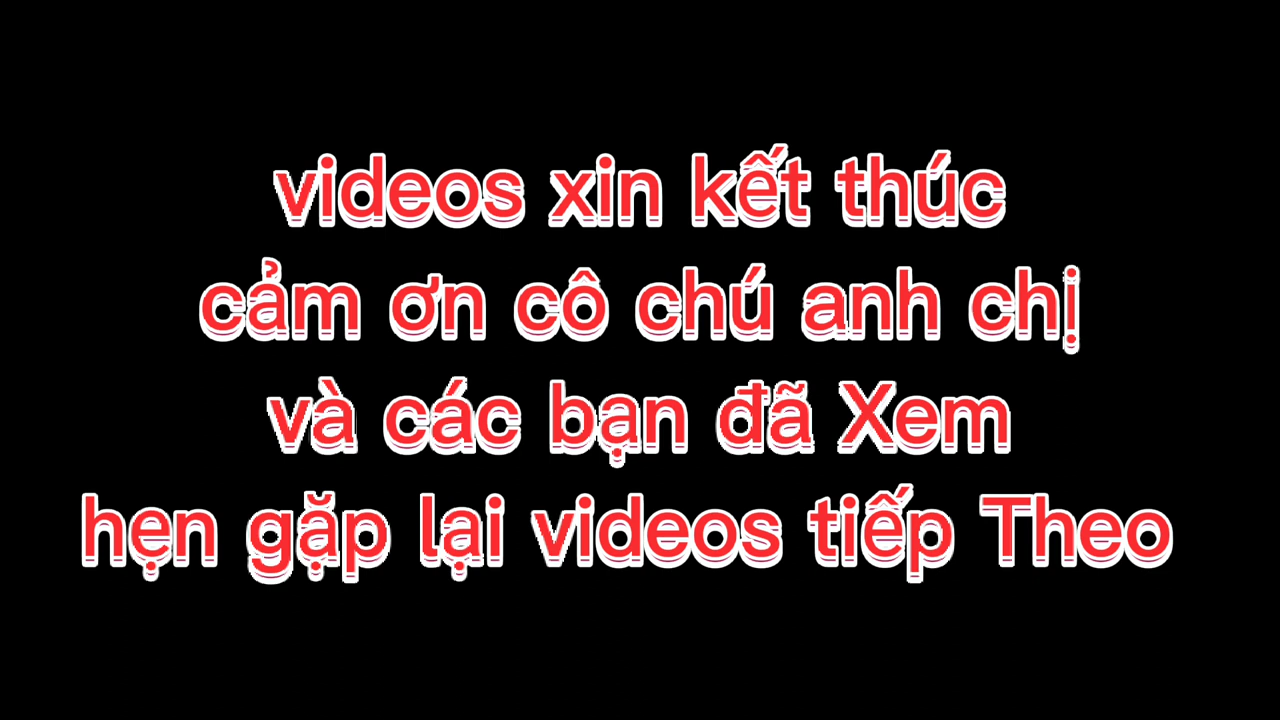 videos xin kết thúc
cảm ơn cô chú anh chị
và các bạn đã Xem
hẹn gặp lại videos tiếp Theo